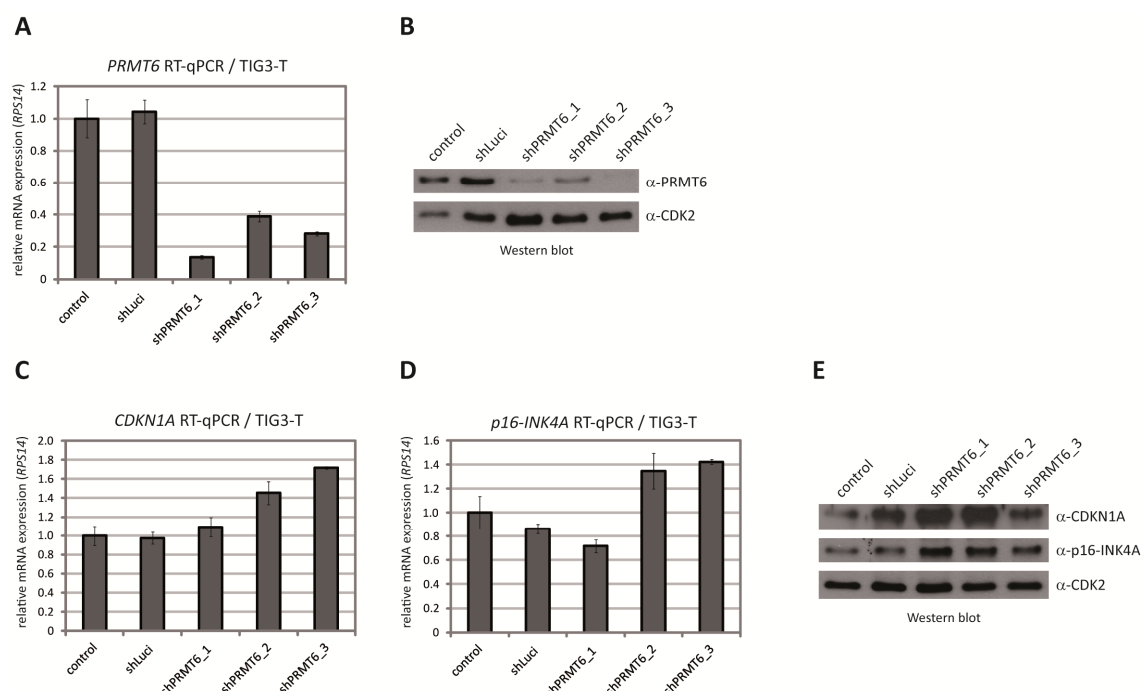 A
PRMT6 RT-qPCR / TIG3-T
relative mRNA expression (RPS14)
1.2
1.0
0.8
0.6
0.4
0.2
0
control
shLuci
shPRMT6_1
shPRMT6_2
shPRMT6_3
B
control
shLuci
shPRMT6_1
shPRMT6_2
shPRMT6_3
α-PRMT6
α-CDK2
Western blot
C
CDKN1A RT-qPCR / TIG3-T
relative mRNA expression (RPS14)
2.0
1.8
1.6
1.4
1.2
1.0
0.8
0.6
0.4
0.2
0
control
shLuci
shPRMT6_1
shPRMT6_2
shPRMT6_3
D
p16-INK4A RT-qPCR / TIG3-T
relative mRNA expression (RPS14)
1.6
1.4
1.2
1.0
0.8
0.6
0.4
0.2
0
control
shLuci
shPRMT6_1
shPRMT6_2
shPRMT6_3
E
control
shLuci
shPRMT6_1
shPRMT6_2
shPRMT6_3
α-CDKN1A
α-p16-INK4A
α-CDK2
Western blot